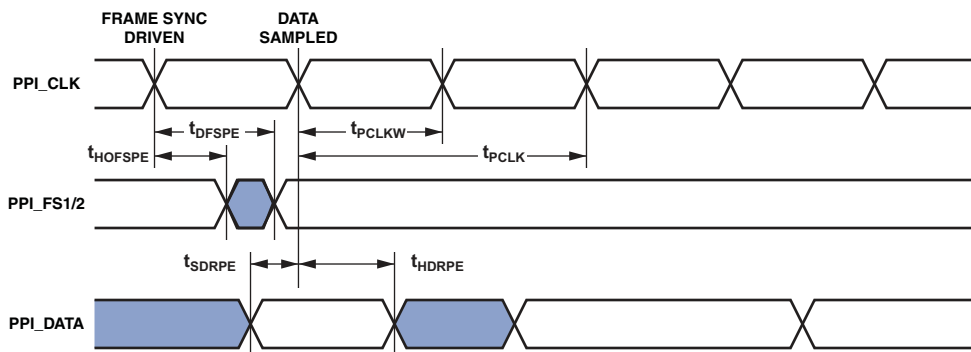 FRAME SYNC
DRIVEN
DATA
SAMPLED
PPI_CLK
tDFSPE
tPCLKW
tHOFSPE
tPCLK
PPI_FS1/2
tSDRPE
tHDRPE
PPI_DATA